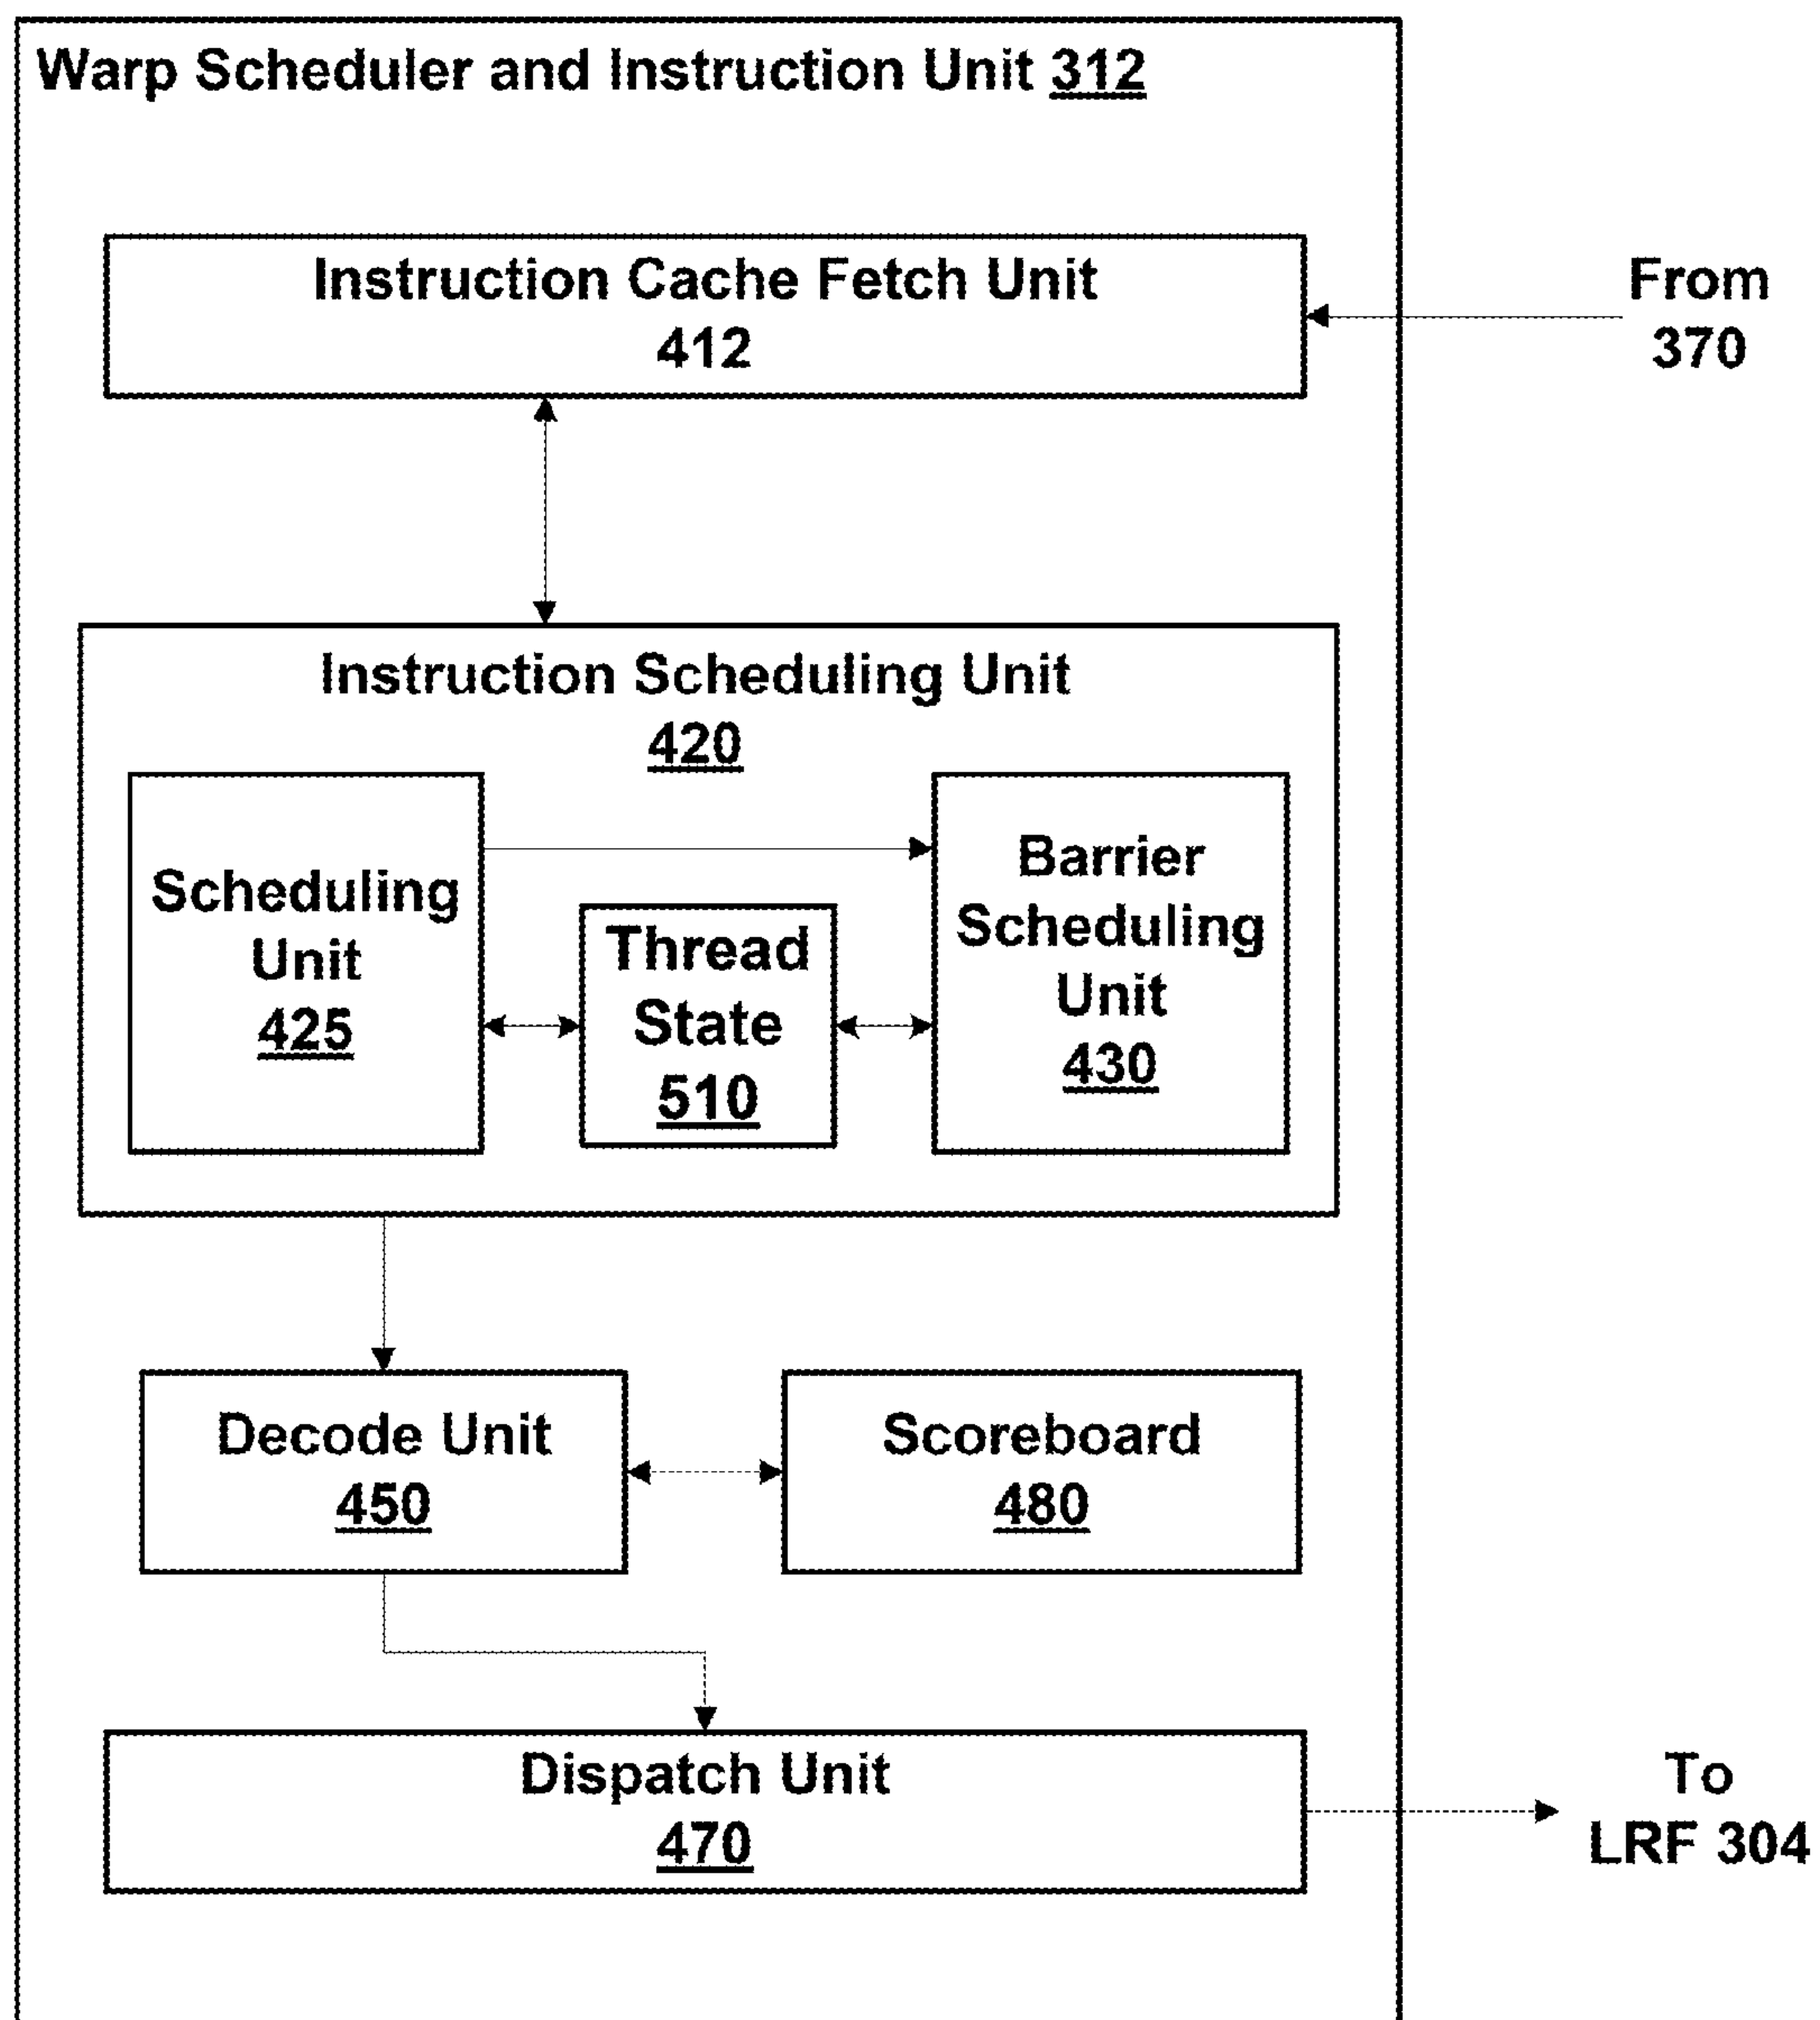 Warp Scheduler and Instruction Unit 312
Instruction Cache Fetch Unit
412
From
370
Instruction Scheduling Unit
420
Scheduling
Unit
425
Thread
State
510
Barrier
Scheduling
Unit
430
Decode Unit
450
Scoreboard
480
Dispatch Unit
470
To
LRF 304